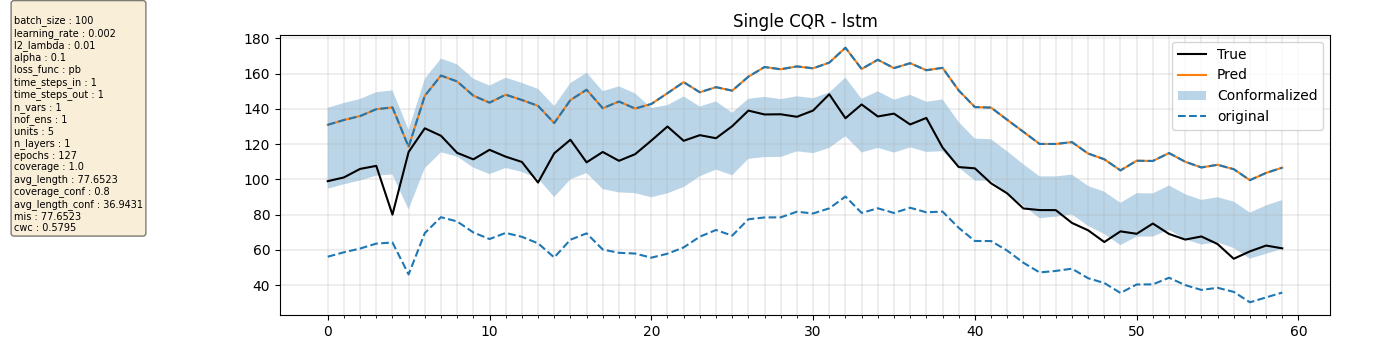 batch_size : 100
learning_rate : 0.002
l2_lambda : 0.01
alpha : 0.1
loss_func : pb
time_steps_in : 1
time_steps_out : 1
n_vars : 1
nof_ens : 1
units : 5
n_layers : 1
epochs : 127
coverage : 1.0
avg_length : 77.6523
coverage_conf : 0.8
avg_length_conf : 36.9431
mis : 77.6523
cwc : 0.5795
Single CQR - lstm
180
160
140
120
100
80
60
40
True
Pred
Conformalized
original
0 10 20 30 40 50 60